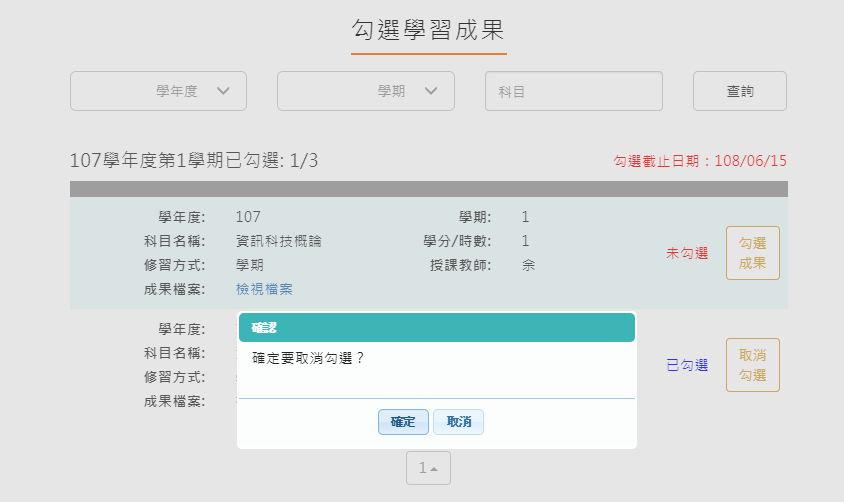 勾選學習成果
學年度 學期 科目 查詢
107學年度第1學期已勾選: 1/3 勾選截止日期：108/06/15
學年度: 107 學期: 1
科目名稱: 資訊科技概論 學分/時數: 1
修習方式: 學期 授課教師: 余
成果檔案: 檢視檔案
未勾選
勾選
成果
學年度:
科目名稱:
修習方式:
成果檔案:
已勾選
取消
勾選
確認
確定要取消勾選？
確定 取消
1